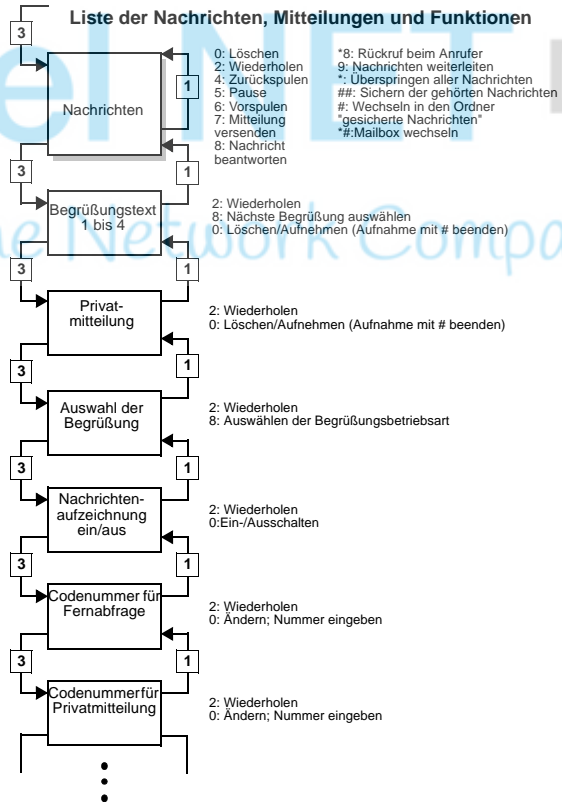 Liste der Nachrichten, Mitteilungen und Funktionen
3
Nachrichten
1
0: Löschen
2: Wiederholen
4: Zurückspulen
5: Pause
6: Vorspulen
7: Mitteilung
versenden
8: Nachricht
beantworten
*8: Rückruf beim Anrufer
9: Nachrichten weiterleiten
*: Überspringen aller Nachrichten
##: Sichern der gehörten Nachrichten
#: Wechseln in den Ordner
"gesicherte Nachrichten"
*#:Mailbox wechseln
3
1
Begrüßungstext
1 bis 4
2: Wiederholen
8: Nächste Begrüßung auswählen
0: Löschen/Aufnehmen (Aufnahme mit # beenden)
3
1
Privat-
mitteilung
2: Wiederholen
0: Löschen/Aufnehmen (Aufnahme mit # beenden)
3
1
Auswahl der
Begrüßung
2: Wiederholen
8: Auswählen der Begrüßungsbetriebsart
3
1
Nachrichten-
aufzeichnung
ein/aus
2: Wiederholen
0:Ein-/Ausschalten
3
1
Codenummer für
Fernabfrage
2: Wiederholen
0: Ändern; Nummer eingeben
3
1
Codenummer für
Privatmitteilung
2: Wiederholen
0: Ändern; Nummer eingeben
el NET
e Network Compa